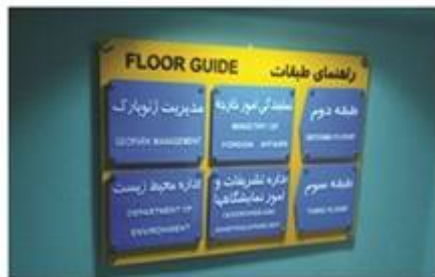 FLOOR GUIDE راهنمای طبقات
طبقه دوم
SECOND FLOOR
نمایندگی امور خارجه
MINISTRY OF
FOREIGN AFFAIRS
مدیریت ژئوپارک
GEOPARK MANAGEMENT
طبقه سوم
THIRD FLOOR
اداره تشریفات و
امور نمایشگاهها
اداره محیط زیست
DEPARTMENT OF
ENVIRONMENT